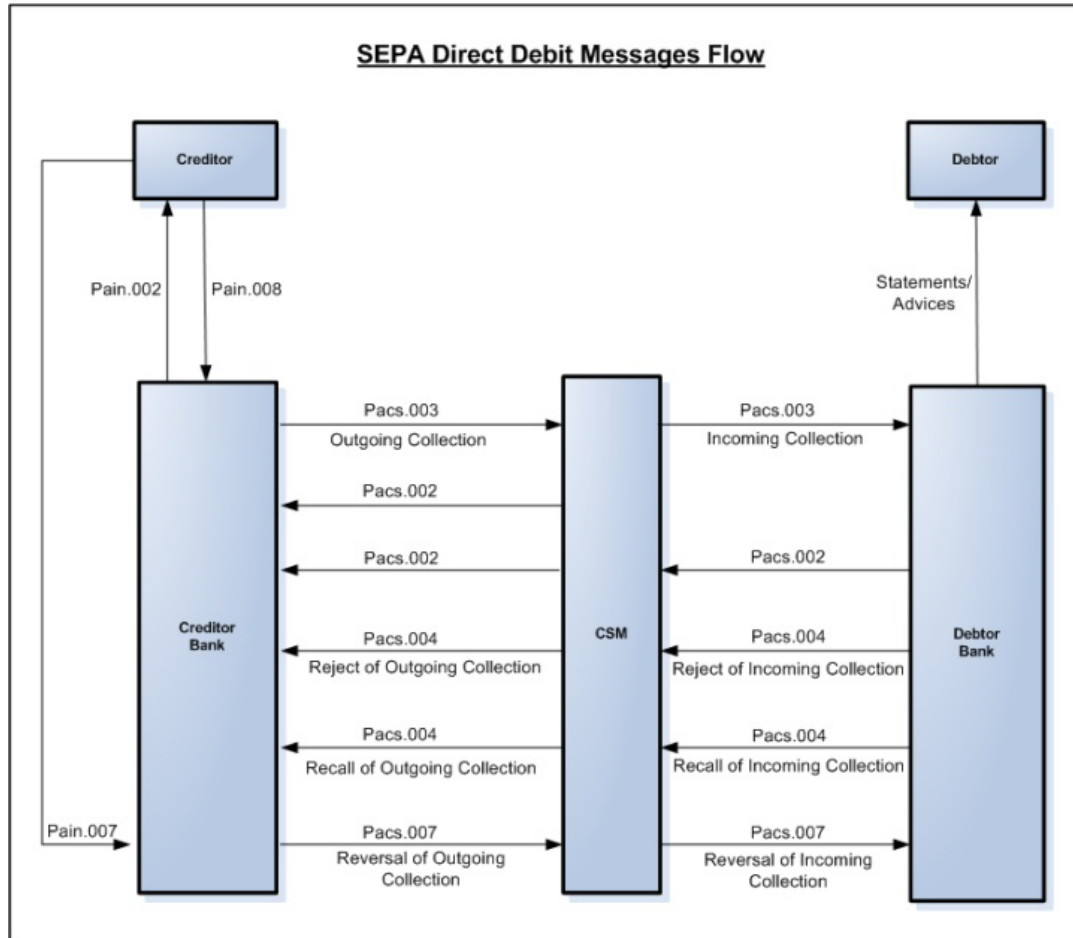 SEPA Direct Debit Messages Flow
Creditor
Debtor
Pain.002
Pain.008
Statements/
Advices
Pacs.003
Outgoing Collection
Pacs.003
Incoming Collection
Pacs.002
Pacs.002
Pacs.002
Creditor
Bank
CSM
Debtor
Bank
Pacs.004
Reject of Outgoing Collection
Pacs.004
Reject of Incoming Collection
Pacs.004
Recall of Outgoing Collection
Pacs.004
Recall of Incoming Collection
Pain.007
Pacs.007
Reversal of Outgoing
Collection
Pacs.007
Reversal of Incoming
Collection